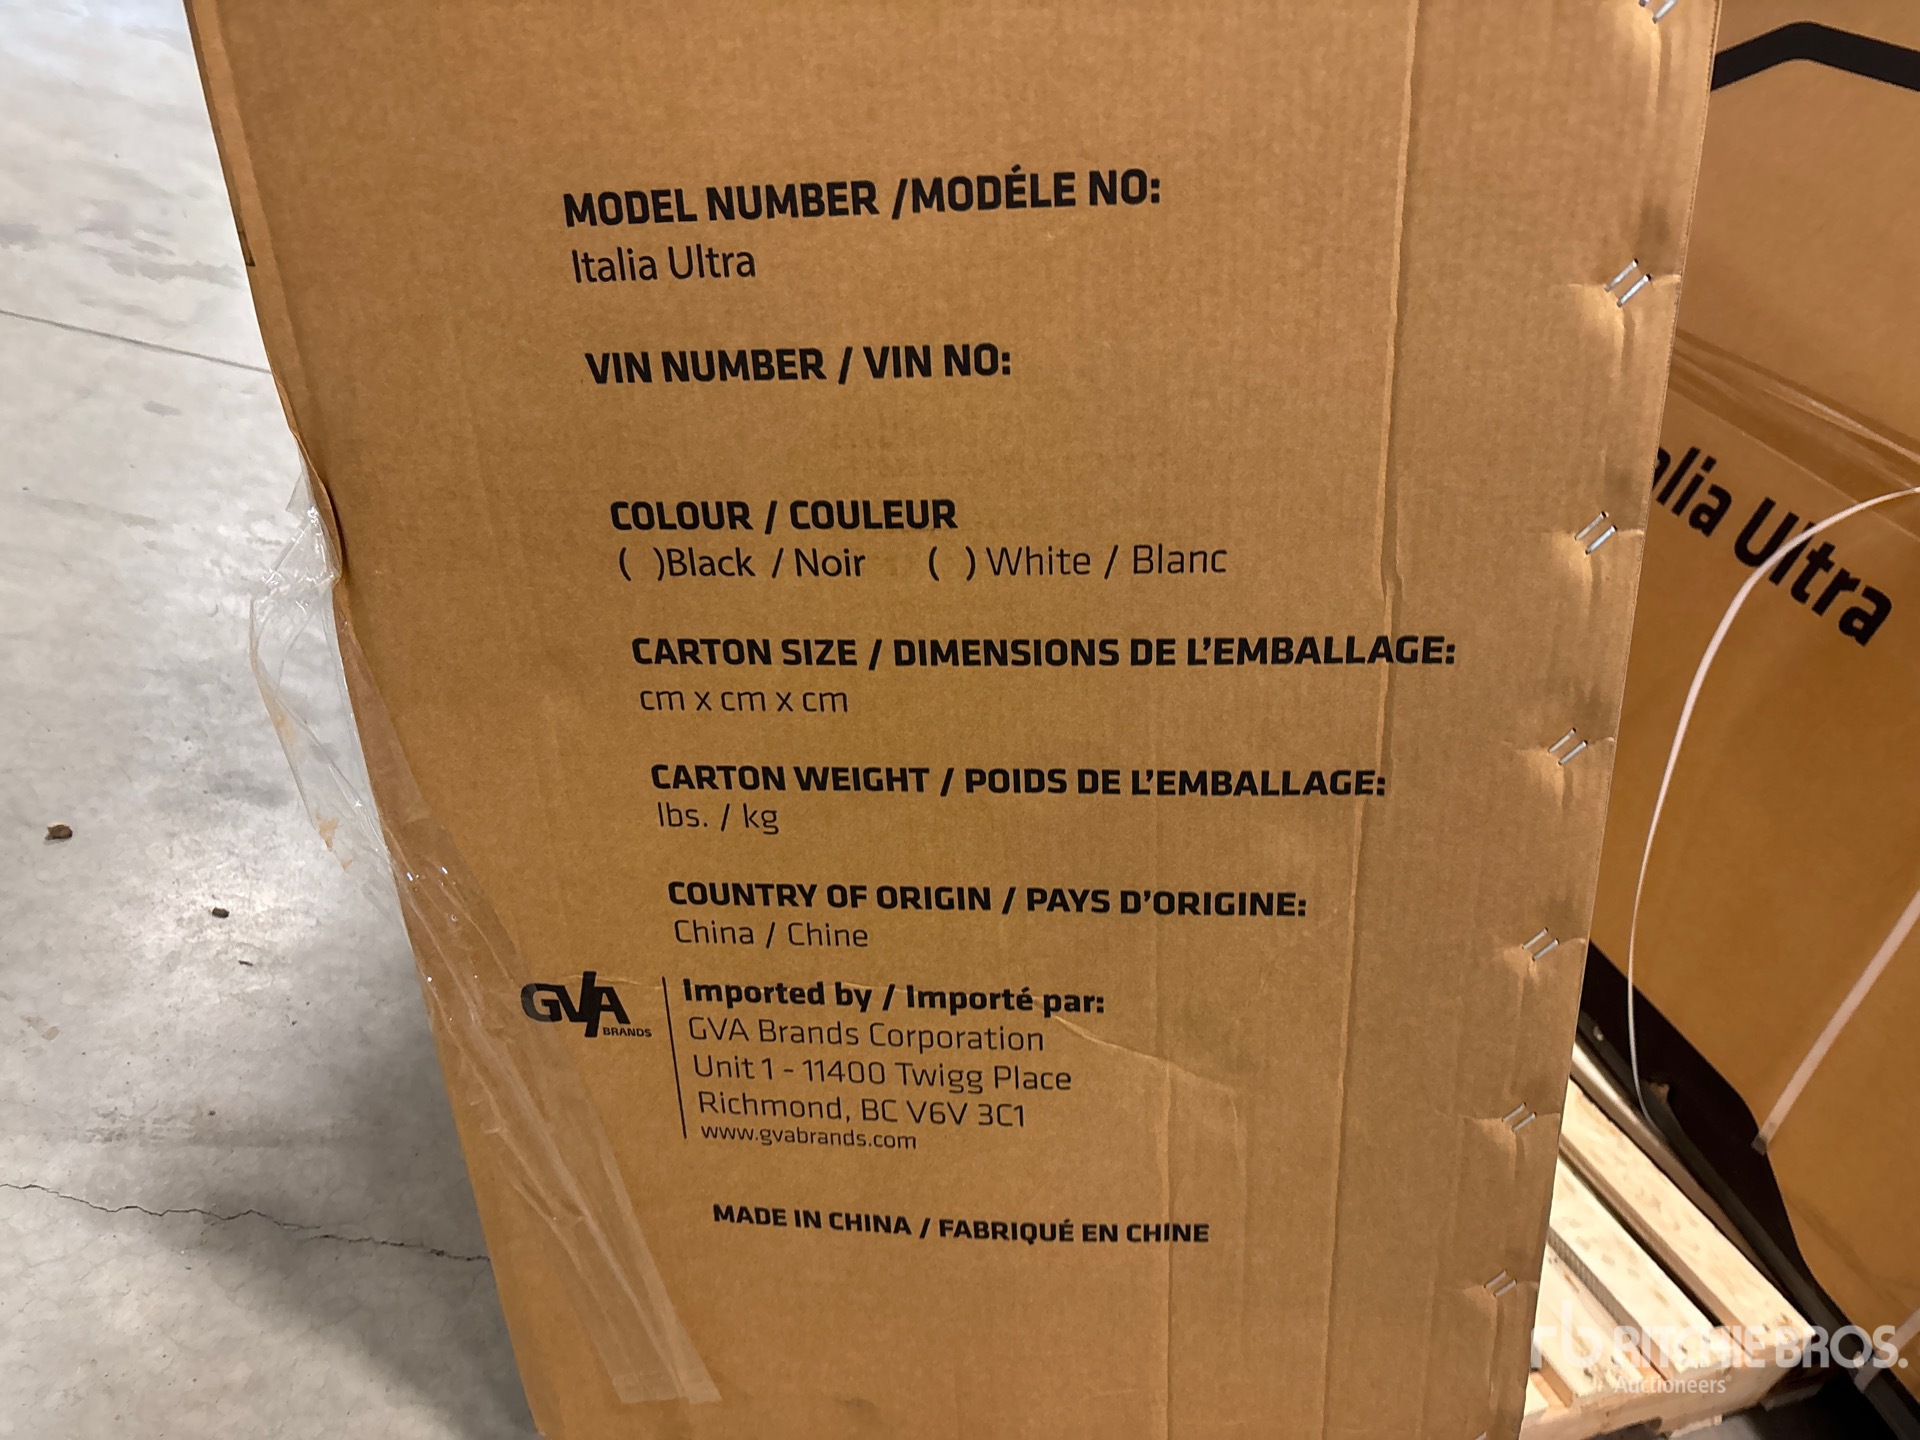 MODEL NUMBER /MODÉLE NO:
Italia Ultra
VIN NUMBER / VIN NO:
COLOUR / COULEUR
( )Black / Noir ( ) White / Blanc
CARTON SIZE / DIMENSIONS DE L'EMBALLAGE:
cm x cm x cm
CARTON WEIGHT / POIDS DE L'EMBALLAGE:
lbs. / kg
COUNTRY OF ORIGIN / PAYS D'ORIGINE:
China / Chine
GVA BRANDS
Imported by / Importé par:
GVA Brands Corporation
Unit 1 - 11400 Twigg Place
Richmond, BC V6V 3C1
www.gvabrands.com
MADE IN CHINA / FABRIQUÉ EN CHINE
alia Ultra
rb RITCHIE BROS.
Auctioneers